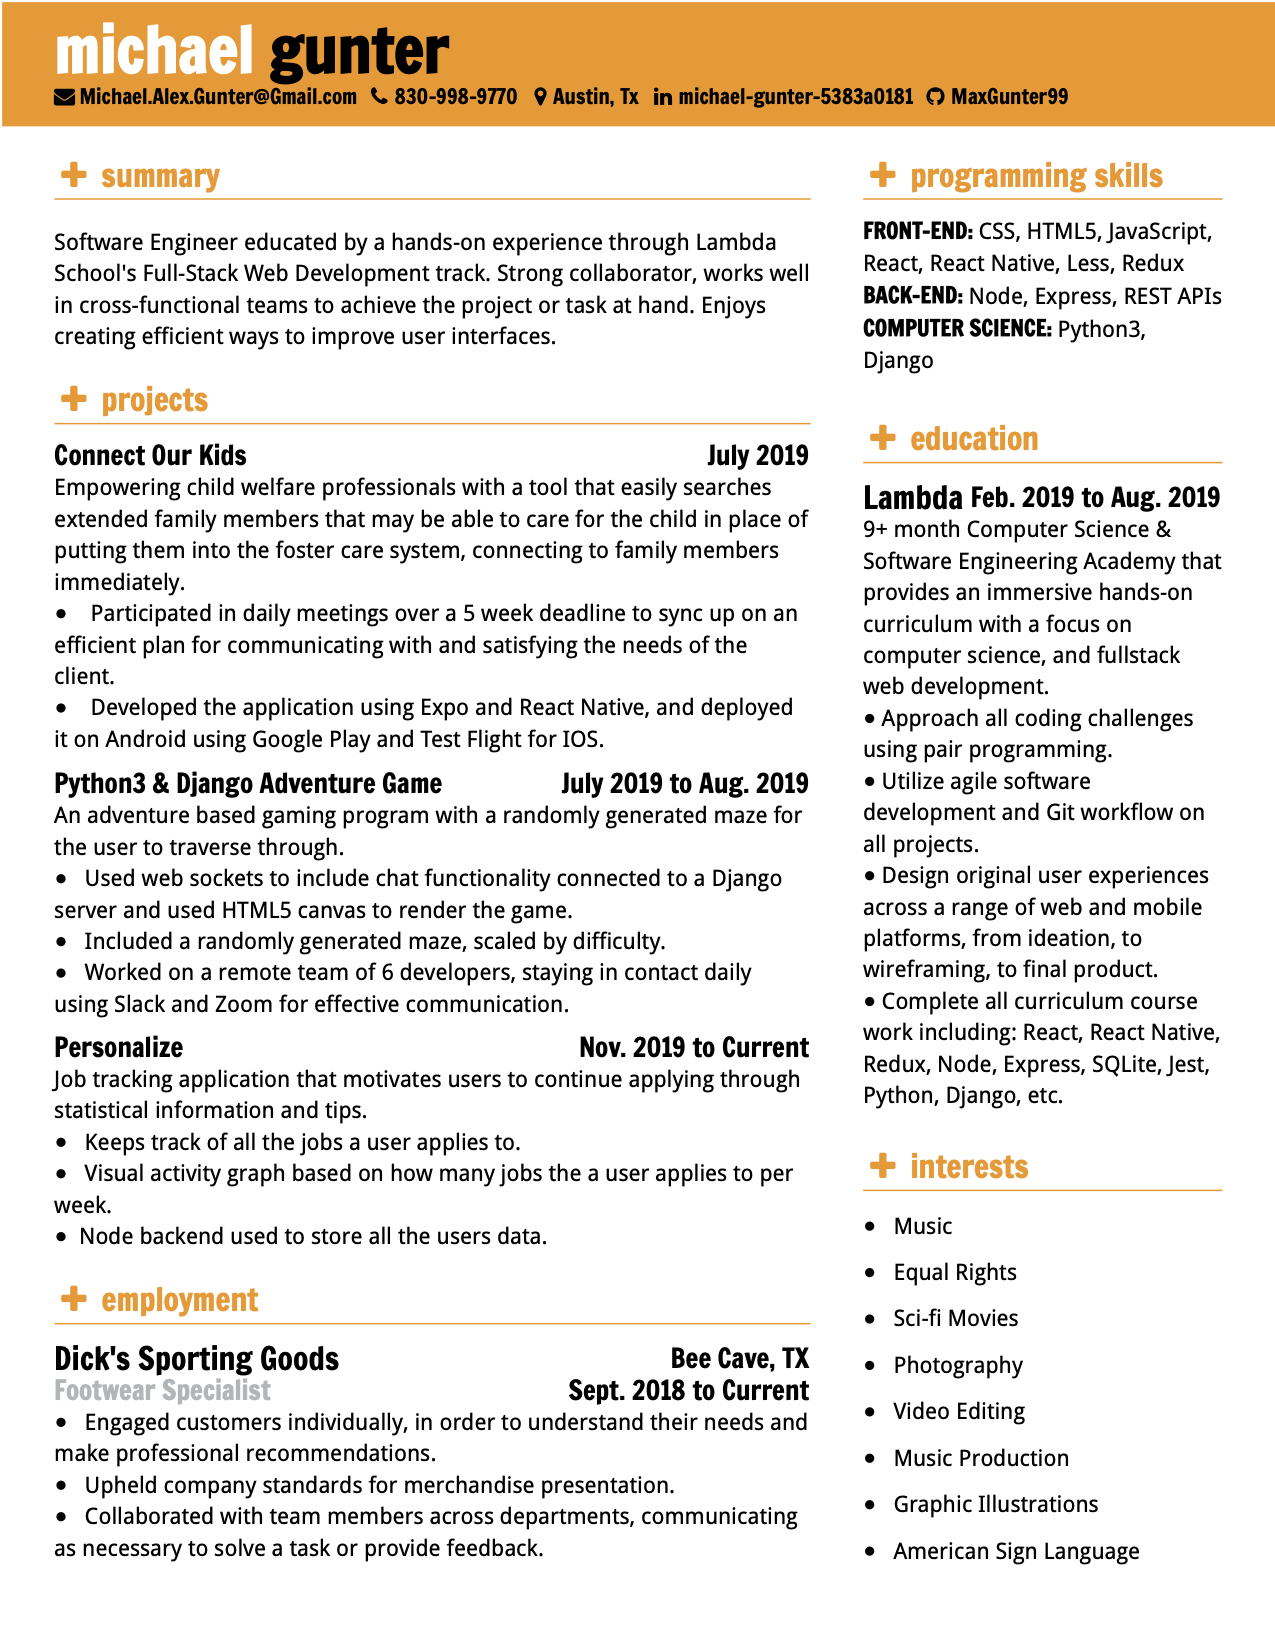 michael gunter
Michael.Alex.Gunter@Gmail.com 830-998-9770 Austin, Tx michael-gunter-5383a0181 MaxGunter99
summary
Software Engineer educated by a hands-on experience through Lambda
School's Full-Stack Web Development track. Strong collaborator, works well
in cross-functional teams to achieve the project or task at hand. Enjoys
creating efficient ways to improve user interfaces.
projects
Connect Our Kids July 2019
Empowering child welfare professionals with a tool that easily searches
extended family members that may be able to care for the child in place of
putting them into the foster care system, connecting to family members
immediately.
● Participated in daily meetings over a 5 week deadline to sync up on an
efficient plan for communicating with and satisfying the needs of the
client.
● Developed the application using Expo and React Native, and deployed
it on Android using Google Play and Test Flight for IOS.
Python3 & Django Adventure Game July 2019 to Aug. 2019
An adventure based gaming program with a randomly generated maze for
the user to traverse through.
● Used web sockets to include chat functionality connected to a Django
server and used HTML5 canvas to render the game.
● Included a randomly generated maze, scaled by difficulty.
● Worked on a remote team of 6 developers, staying in contact daily
using Slack and Zoom for effective communication.
Personalize Nov. 2019 to Current
Job tracking application that motivates users to continue applying through
statistical information and tips.
● Keeps track of all the jobs a user applies to.
● Visual activity graph based on how many jobs the a user applies to per
week.
● Node backend used to store all the users data.
employment
Dick's Sporting Goods Bee Cave, TX
Footwear Specialist Sept. 2018 to Current
● Engaged customers individually, in order to understand their needs and
make professional recommendations.
● Upheld company standards for merchandise presentation.
● Collaborated with team members across departments, communicating
as necessary to solve a task or provide feedback.
programming skills
FRONT-END: CSS, HTML5, JavaScript,
React, React Native, Less, Redux
BACK-END: Node, Express, REST APIs
COMPUTER SCIENCE: Python3,
Django
education
Lambda Feb. 2019 to Aug. 2019
9+ month Computer Science &
Software Engineering Academy that
provides an immersive hands-on
curriculum with a focus on
computer science, and fullstack
web development.
● Approach all coding challenges
using pair programming.
● Utilize agile software
development and Git workflow on
all projects.
● Design original user experiences
across a range of web and mobile
platforms, from ideation, to
wireframing, to final product.
● Complete all curriculum course
work including: React, React Native,
Redux, Node, Express, SQLite, Jest,
Python, Django, etc.
interests
● Music
● Equal Rights
● Sci-fi Movies
● Photography
● Video Editing
● Music Production
● Graphic Illustrations
● American Sign Language